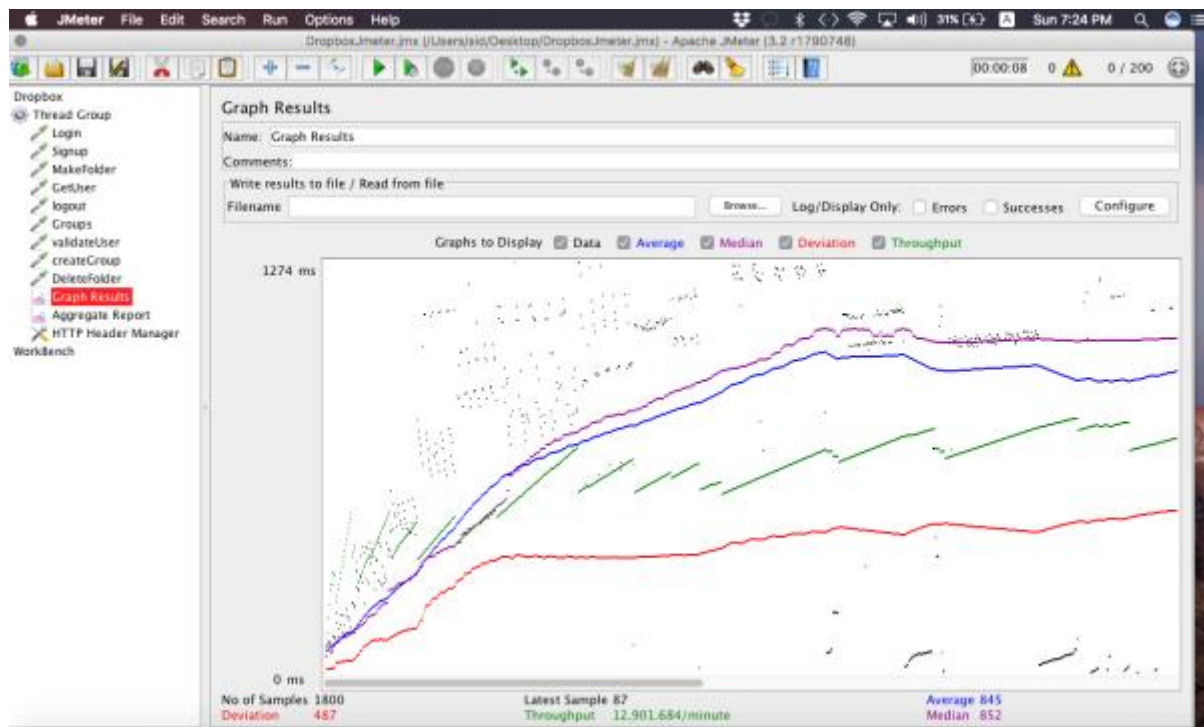 JMeter File Edit Search Run Options Help 31% A Sun 7:24 PM
DropboxJmeter.jmx (/Users/sid/Desktop/DropboxJmeter.jmx) - Apache JMeter (3.2 r1790748)
00:00:08 0 0 / 200
Dropbox
Thread Group
Login
Signup
MakeFolder
GetUser
logout
Groups
validateUser
createGroup
DeleteFolder
Graph Results
Aggregate Report
HTTP Header Manager
WorkBench
Graph Results
Name: Graph Results
Comments:
Write results to file / Read from file
Filename Browse... Log/Display Only: Errors Successes Configure
Graphs to Display Data Average Median Deviation Throughput
1274 ms
0 ms
No of Samples 1800 Latest Sample 87 Average 845
Deviation 487 Throughput 12,901.684/minute Median 852